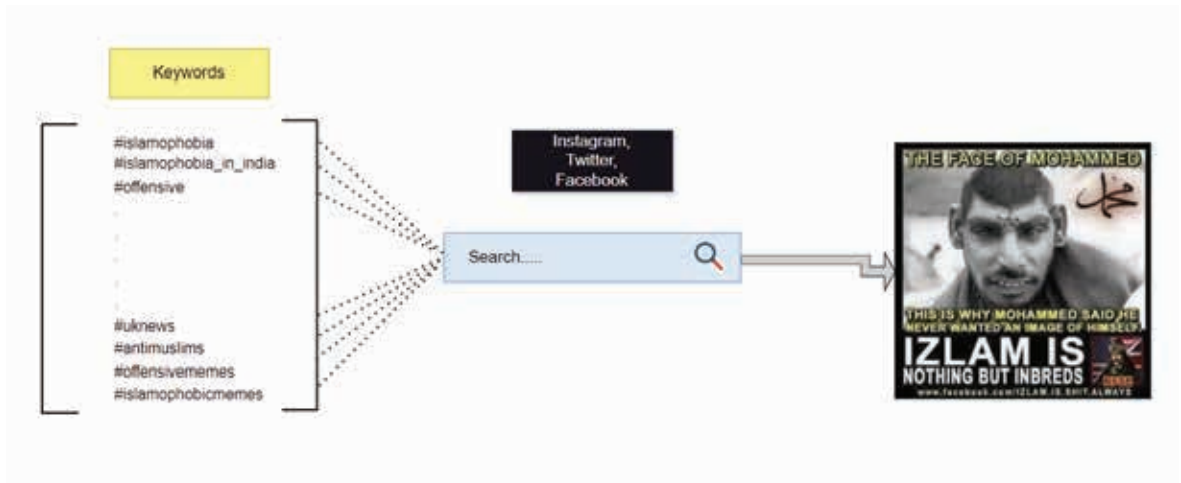 Keywords
#islamophobia
#islamophobia_in_india
#offensive
#uknews
#antimuslims
#offensivememes
#islamophobicmemes
Instagram,
Twitter,
Facebook
Search.....
THE FACE OF MOHAMMED
محمد
THIS IS WHY MOHAMMED SAID HE
NEVER WANTED AN IMAGE OF HIMSELF.
IZLAM IS
NOTHING BUT INBREDS
www.facebook.com/IZLAM.IS.SHIT.ALWAYS